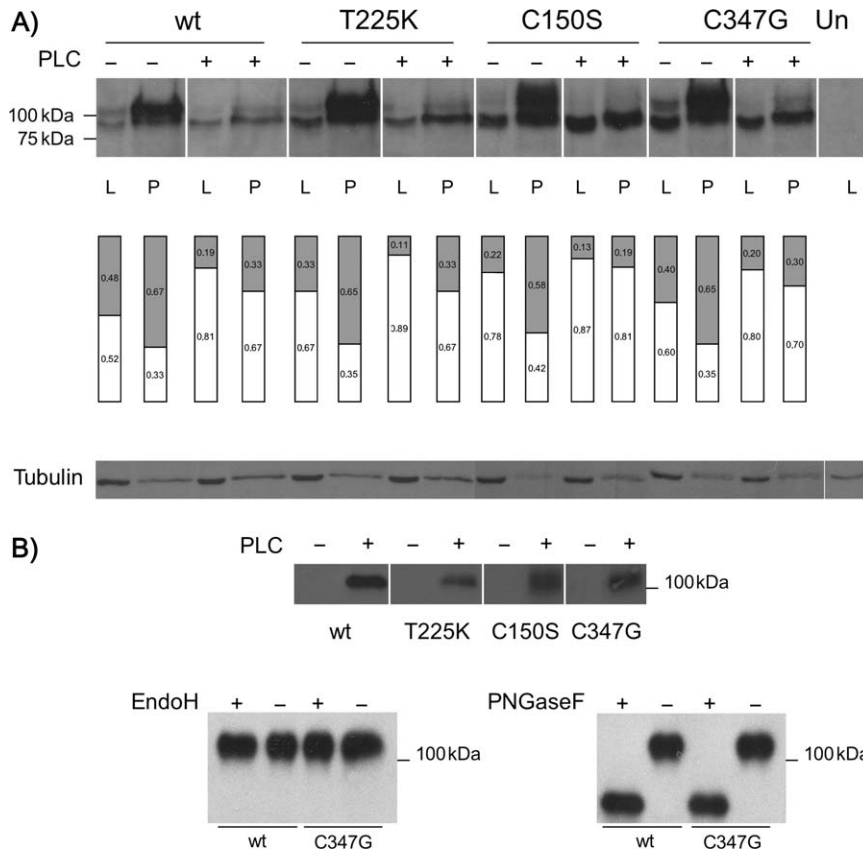 A) wt T225K C150S C347G Un
PLC – – + + – – + + – – + + – – + +
100 kDa
75 kDa
L P L P L P L P L P L P L P L P L
0.48 0.67 0.19 0.33 0.33 0.65 0.11 0.33 0.22 0.58 0.13 0.19 0.40 0.65 0.20 0.30
0.52 0.33 0.81 0.67 0.67 0.35 0.89 0.67 0.78 0.42 0.87 0.81 0.60 0.35 0.80 0.70
Tubulin
B)
PLC – + – + – + – +
100 kDa
wt T225K C150S C347G
EndoH + – + –
100 kDa
wt C347G
PNGaseF + – + –
100 kDa
wt C347G